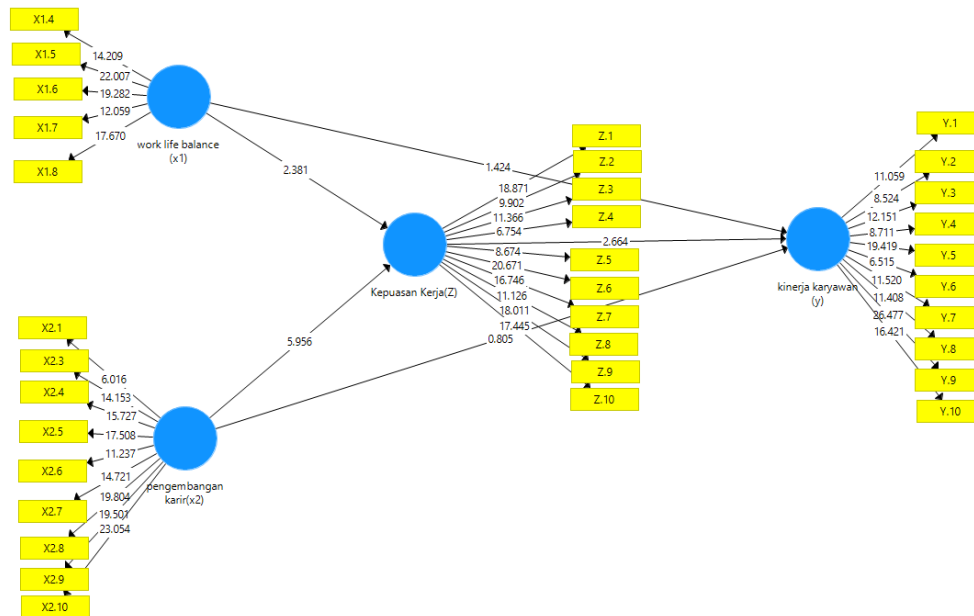 X1.4
X1.5
X1.6
X1.7
X1.8
14.209
22.007
19.282
12.059
17.670
work life balance
(x1)
2.381
1.424
Z.1
Z.2
Z.3
Z.4
Z.5
Z.6
Z.7
Z.8
Z.9
Z.10
18.871
9.902
11.366
6.754
8.674
20.671
16.746
11.126
18.011
17.445
Kepuasan Kerja(Z)
2.664
0.805
5.956
Y.1
Y.2
Y.3
Y.4
Y.5
Y.6
Y.7
Y.8
Y.9
Y.10
11.059
8.524
12.151
8.711
19.419
6.515
11.520
11.408
26.477
16.421
kinerja karyawan
(y)
X2.1
X2.3
X2.4
X2.5
X2.6
X2.7
X2.8
X2.9
X2.10
6.016
14.153
15.727
17.508
11.237
14.721
19.804
19.501
23.054
pengembangan
karir(x2)